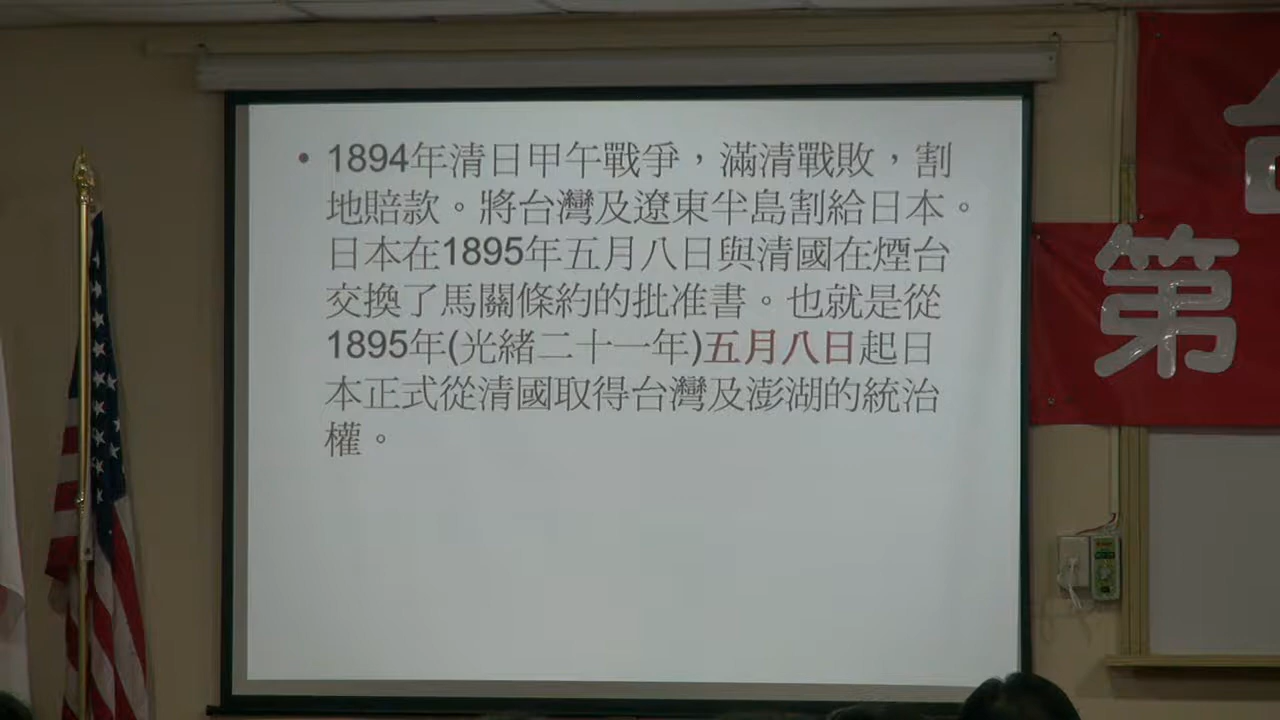 • 1894年清日甲午戰爭，滿清戰敗，割
地賠款。將台灣及遼東半島割給日本。
日本在1895年五月八日與清國在煙台
交換了馬關條約的批准書。也就是從
1895年(光緒二十一年)五月八日起日
本正式從清國取得台灣及澎湖的統治
權。
第